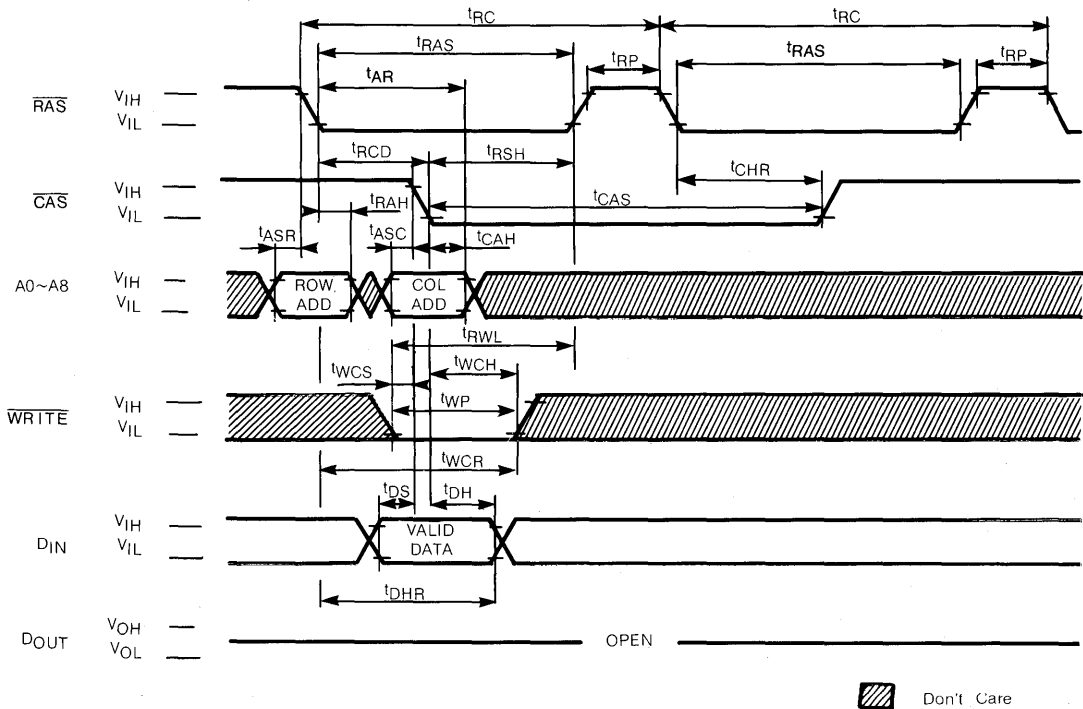 tRC tRC
tRAS tRAS
tAR tRP tRP
RAS VIH
VIL
tRCD tRSH
tCHR
CAS VIH
VIL
tRAH tCAS
tASR tASC tCAH
A0~A8 VIH
VIL
ROW ADD
COL ADD
tRWL
tWCS tWCH
tWP
WRITE VIH
VIL
tWCR
tDS tDH
DIN VIH
VIL
VALID DATA
tDHR
DOUT VOH
VOL
OPEN
Don't Care